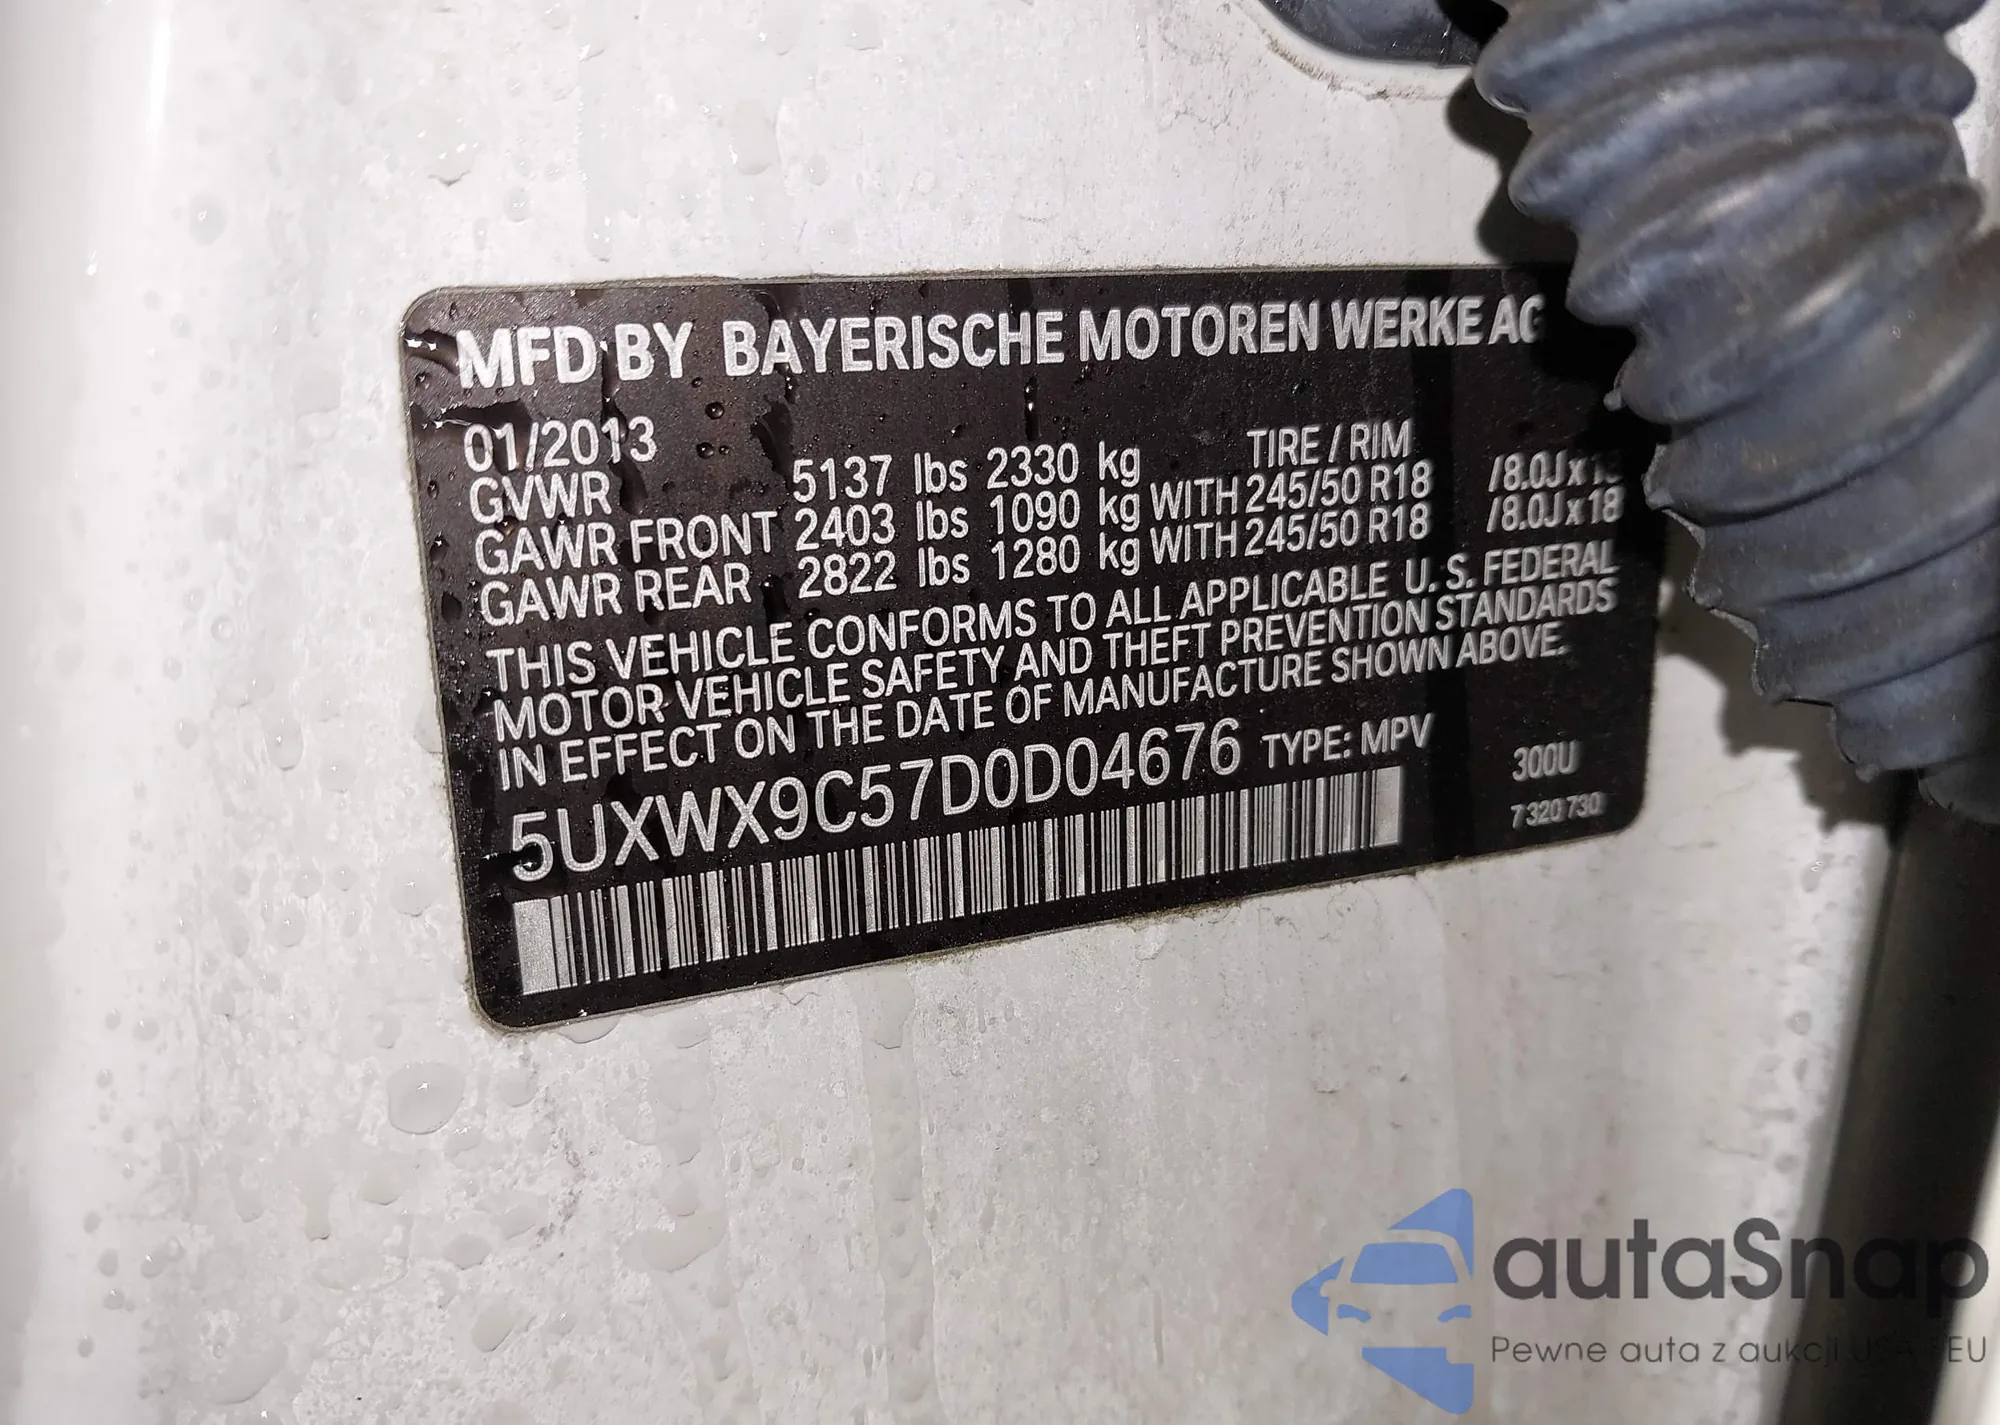 MFD BY BAYERISCHE MOTOREN WERKE AG
01/2013 TIRE / RIM
GVWR 5137 lbs 2330 kg
GAWR FRONT 2403 lbs 1090 kg WITH 245/50 R18 /8.0J x 18
GAWR REAR 2822 lbs 1280 kg WITH 245/50 R18 /8.0J x 18
THIS VEHICLE CONFORMS TO ALL APPLICABLE U.S. FEDERAL
MOTOR VEHICLE SAFETY AND THEFT PREVENTION STANDARDS
IN EFFECT ON THE DATE OF MANUFACTURE SHOWN ABOVE.
5UXWX9C57D0D04676 TYPE: MPV
300U
7 320 730
autaSnap
Pewne auta z aukcji USA EU